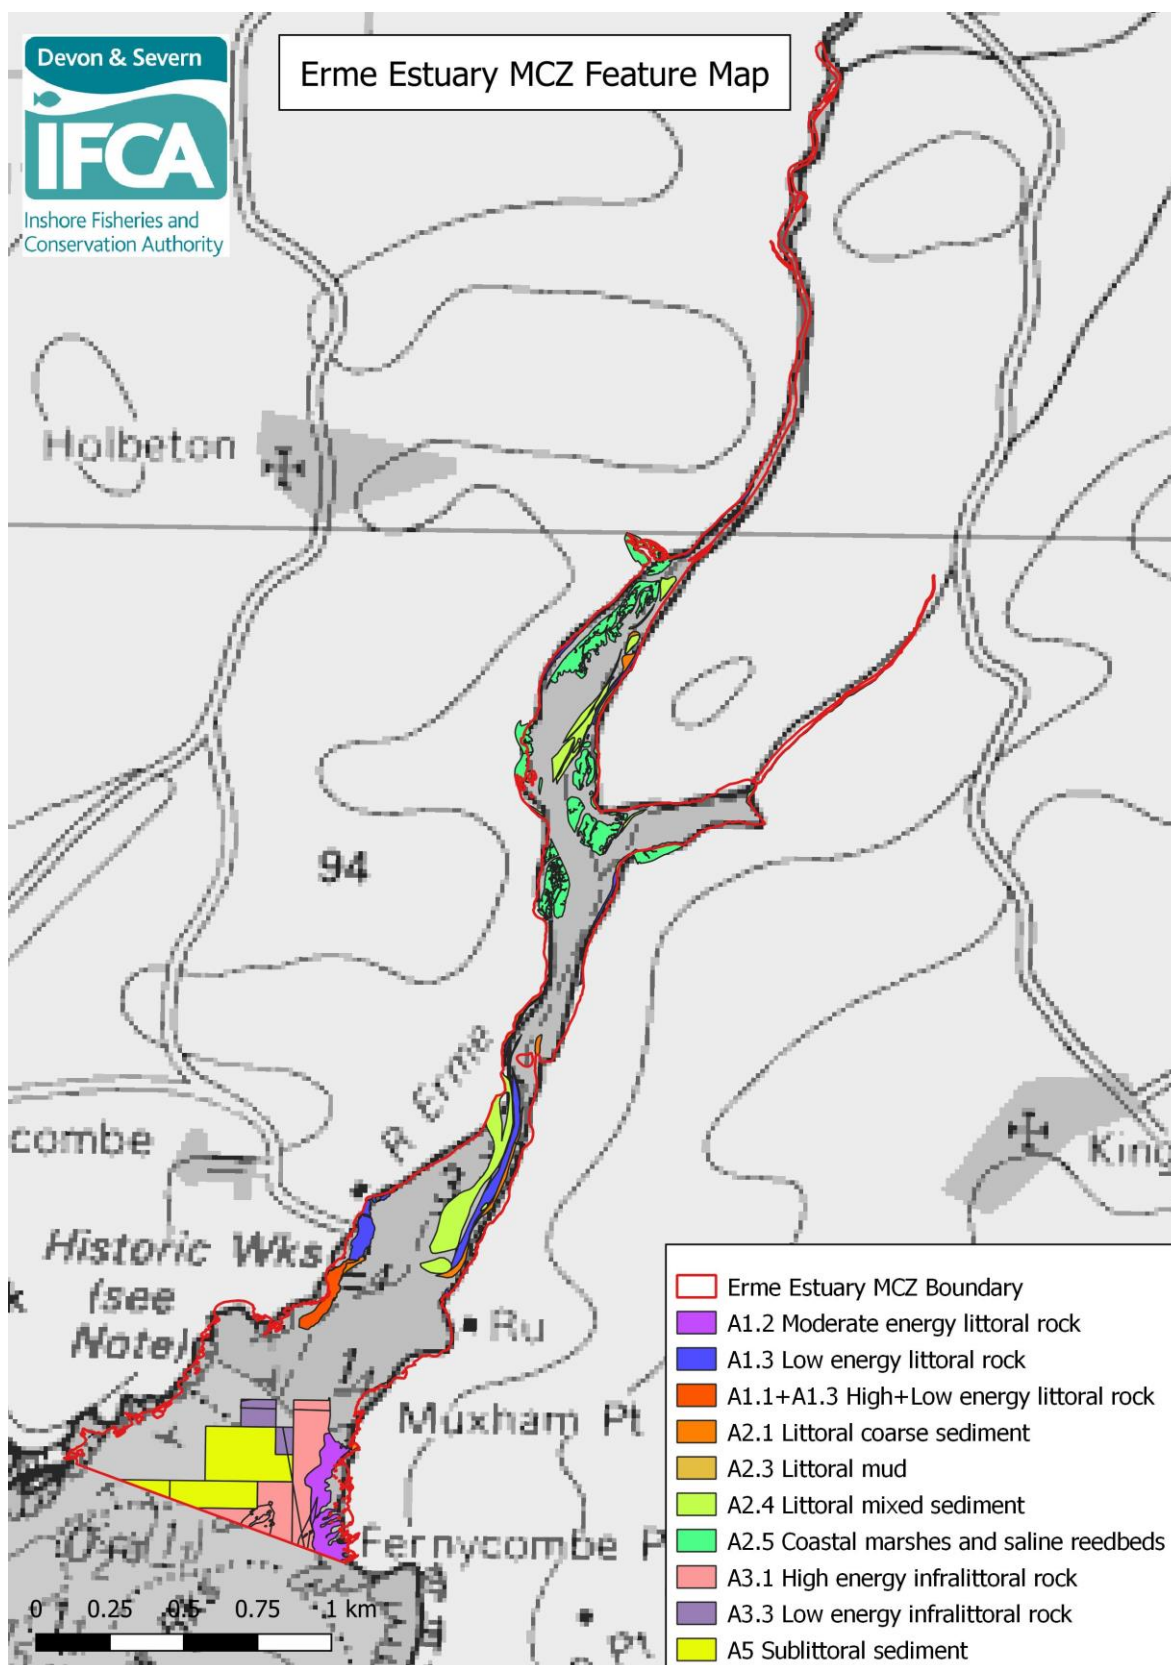 Devon & Severn
IFCA
Inshore Fisheries and
Conservation Authority
Erme Estuary MCZ Feature Map
Holbeton
94
R Erme
combe
King
3
Historic Wks
(see
Note)
4
Ru
1
Muxham Pt
Fernycombe P
Pt
Erme Estuary MCZ Boundary
A1.2 Moderate energy littoral rock
A1.3 Low energy littoral rock
A1.1+A1.3 High+Low energy littoral rock
A2.1 Littoral coarse sediment
A2.3 Littoral mud
A2.4 Littoral mixed sediment
A2.5 Coastal marshes and saline reedbeds
A3.1 High energy infralittoral rock
A3.3 Low energy infralittoral rock
A5 Sublittoral sediment
0 0.25 0.5 0.75 1 km